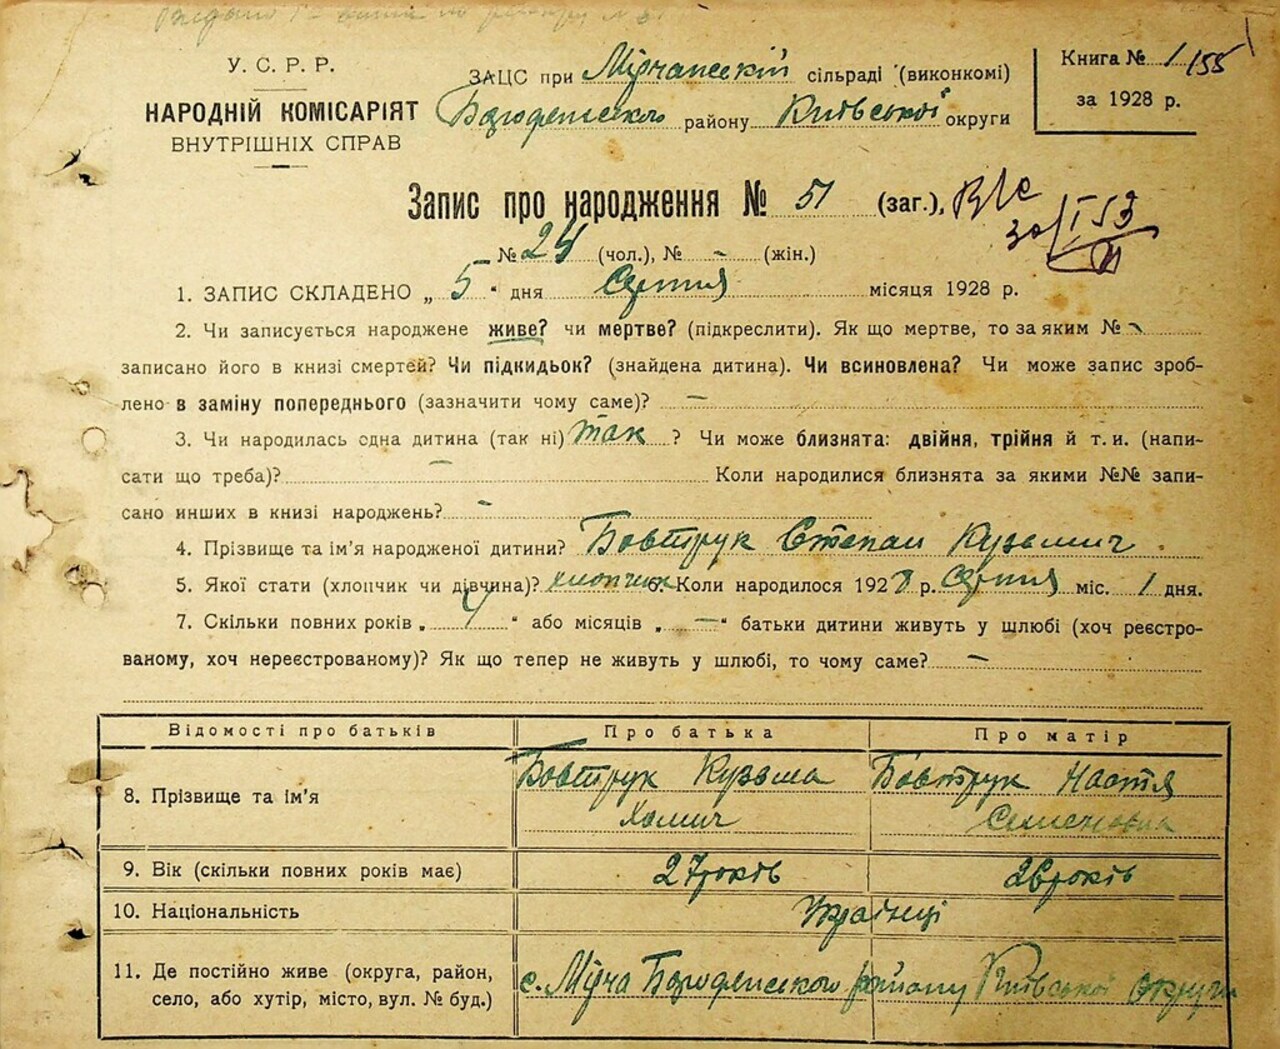 У. С. Р. Р.
НАРОДНІЙ КОМІСАРІЯТ
ВНУТРІШНІХ СПРАВ
ЗАЦС при сільраді (виконкомі)
району Київської округи
Книга № 1 155
за 1928 р.
Запис про народження № 51 (заг.),
№ 24 (чол.), № - (жін.)
1. ЗАПИС СКЛАДЕНО „ 5 " дня Серпня місяця 1928 р.
2. Чи записується народжене живе? чи мертве? (підкреслити). Як що мертве, то за яким № -
записано його в книзі смертей? Чи підкидьок? (знайдена дитина). Чи всиновлена? Чи може запис зроб-
лено в заміну попереднього (зазначити чому саме)? —
3. Чи народилась одна дитина (так ні) так ? Чи може близнята: двійня, трійня й т. и. (напи-
сати що треба)? — Коли народилися близнята за якими №№ запи-
сано инших в книзі народжень? -
4. Прізвище та ім'я народженої дитини? Бовтрук Степан Кузьмич
5. Якої стати (хлопчик чи дівчина)? хлопчик 6. Коли народилося 1928 р. Серпня міс. 1 дня.
7. Скільки повних років „ 4 " або місяців „ — " батьки дитини живуть у шлюбі (хоч реєстро-
ваному, хоч нереєстрованому)? Як що тепер не живуть у шлюбі, то чому саме? —
Відомості про батьків Про батька Про матір
8. Прізвище та ім'я Бовтрук Кузьма Бовтрук Настя
Хомич Семеновна
9. Вік (скільки повних років має) 27 років 26 років
10. Національність Українці
11. Де постійно живе (округа, район,
село, або хутір, місто, вул. № буд.) с. району Київської округи